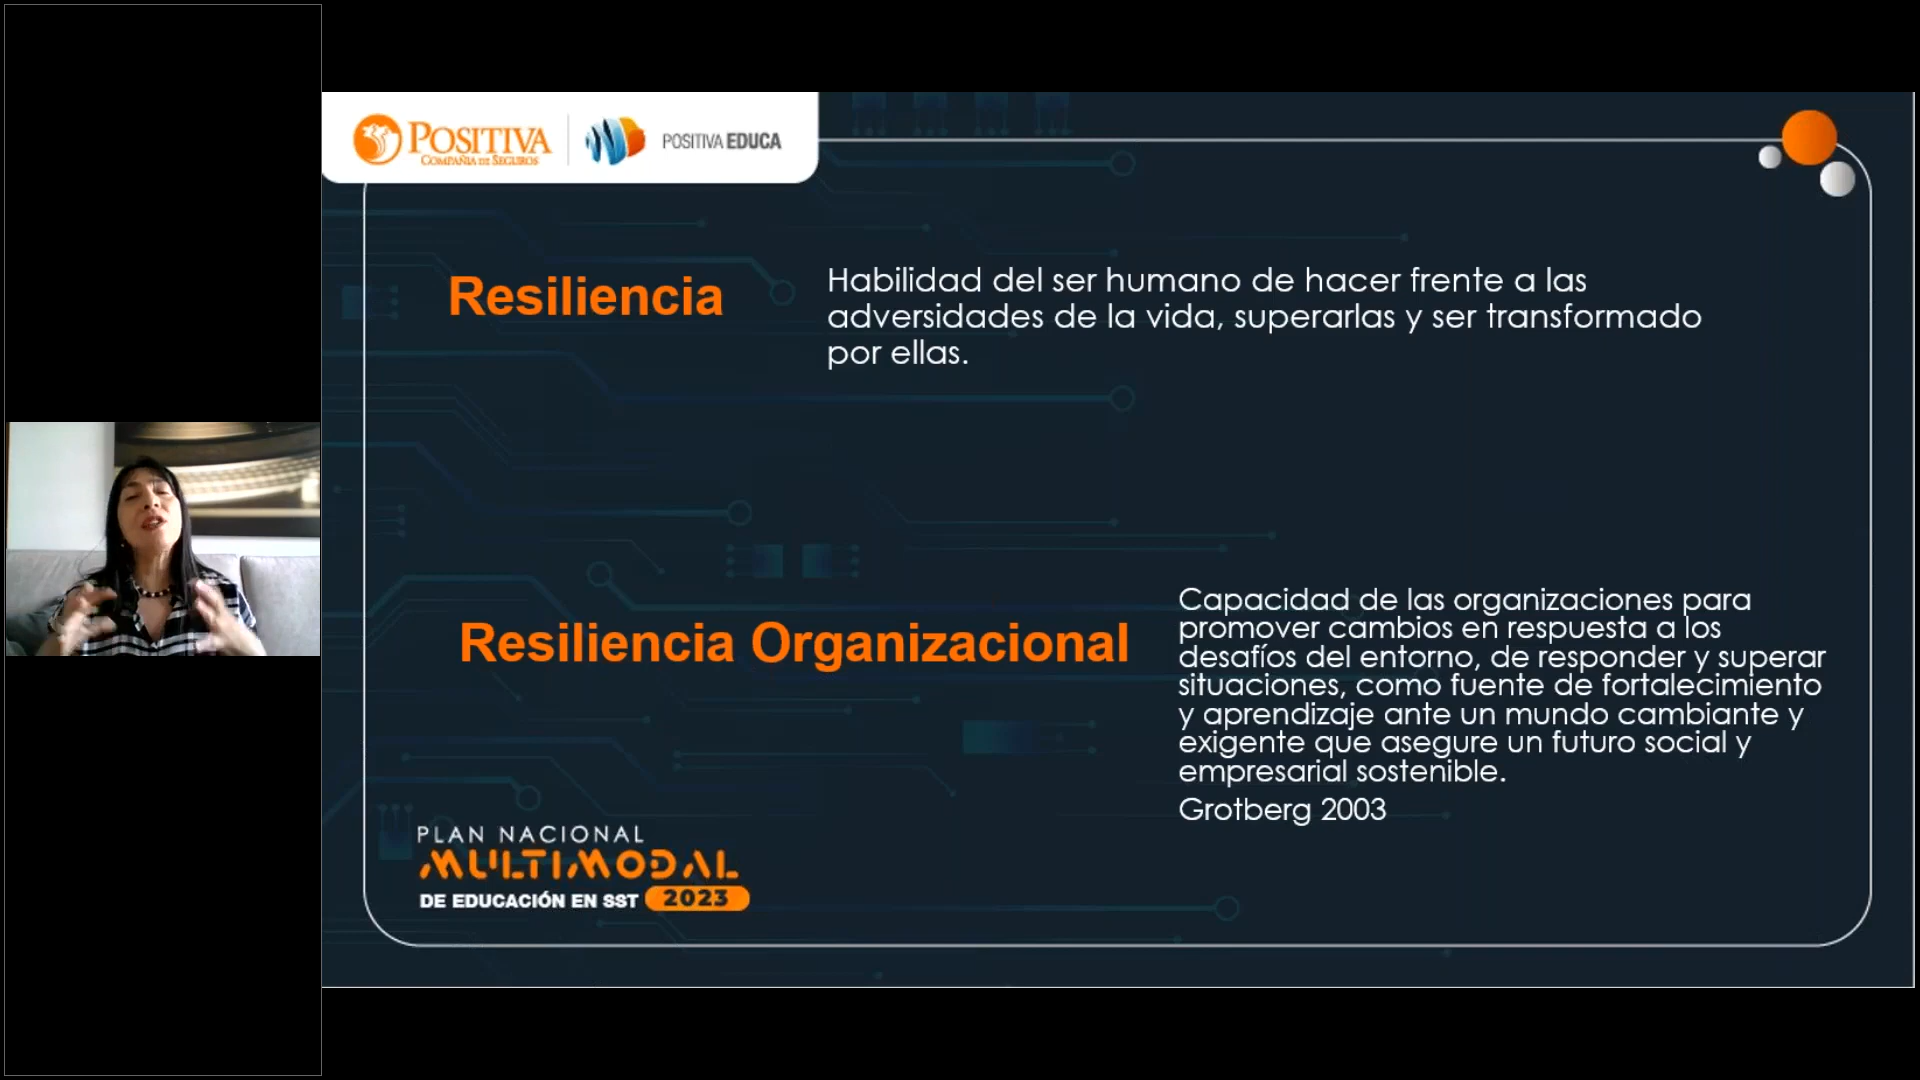 POSITIVA
COMPAÑIA DE SEGUROS
POSITIVA EDUCA
Resiliencia
Habilidad del ser humano de hacer frente a las
adversidades de la vida, superarlas y ser transformado
por ellas.
Resiliencia Organizacional
Capacidad de las organizaciones para
promover cambios en respuesta a los
desafíos del entorno, de responder y superar
situaciones, como fuente de fortalecimiento
y aprendizaje ante un mundo cambiante y
exigente que asegure un futuro social y
empresarial sostenible.
Grotberg 2003
PLAN NACIONAL
MULTIMODAL
DE EDUCACIÓN EN SST 2023